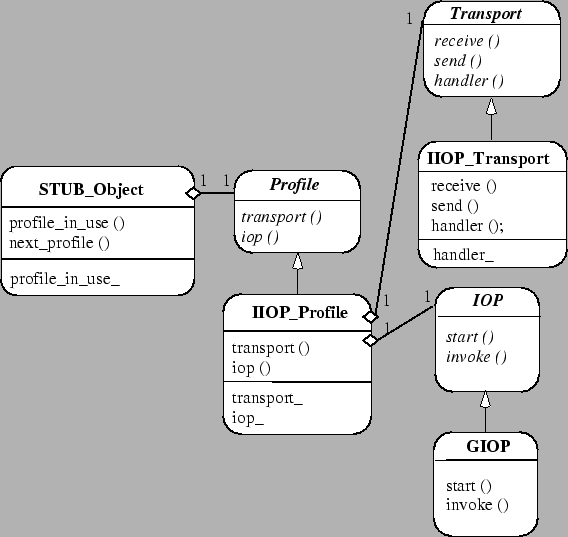 Transport
receive ()
send ()
handler ()
1
IIOP_Transport
receive ()
send ()
handler ();
handler_
STUB_Object
profile_in_use ()
next_profile ()
profile_in_use_
1 1
Profile
transport ()
iop ()
IIOP_Profile
transport ()
iop ()
transport_
iop_
1
1
1
IOP
start ()
invoke ()
GIOP
start ()
invoke ()